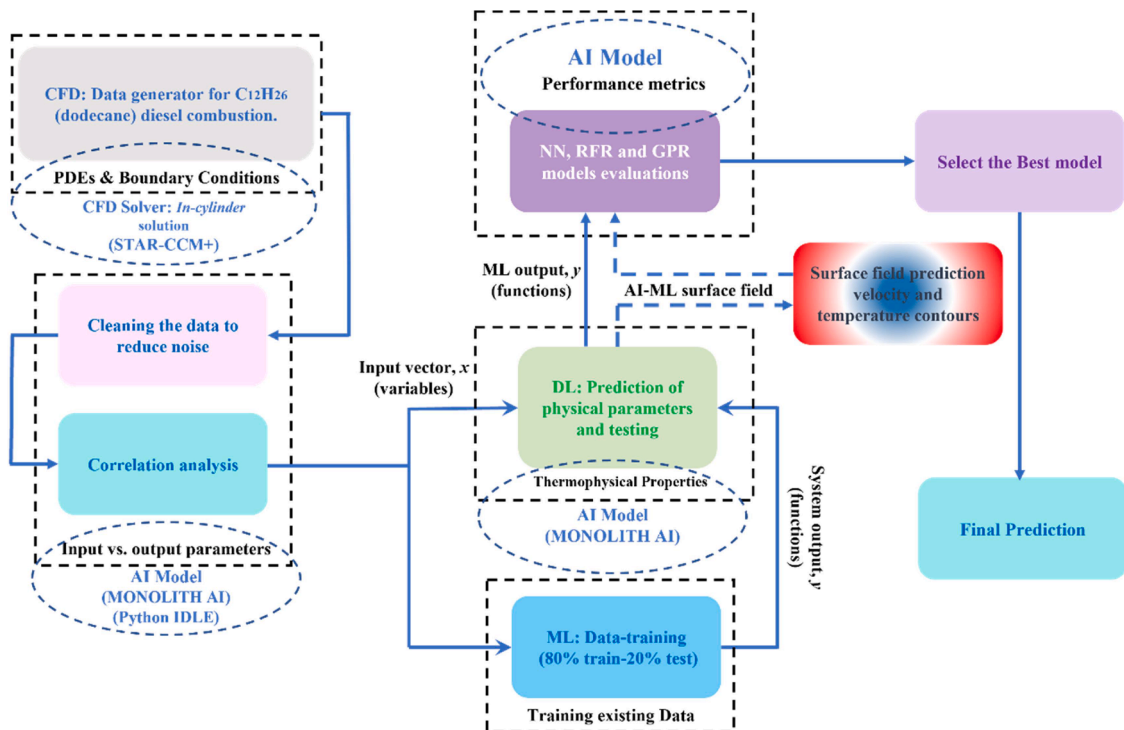 CFD: Data generator for C12H26
(dodecane) diesel combustion.
PDEs & Boundary Conditions
CFD Solver: In-cylinder
solution
(STAR-CCM+)
Cleaning the data to
reduce noise
Correlation analysis
Input vs. output parameters
AI Model
(MONOLITH AI)
(Python IDLE)
Input vector, x
(variables)
AI Model
Performance metrics
NN, RFR and GPR
models evaluations
ML output, y
(functions)
AI-ML surface field
DL: Prediction of
physical parameters
and testing
Thermophysical Properties
AI Model
(MONOLITH AI)
ML: Data-training
(80% train-20% test)
Training existing Data
System output, y
(functions)
Select the Best model
Surface field prediction
velocity and
temperature contours
Final Prediction